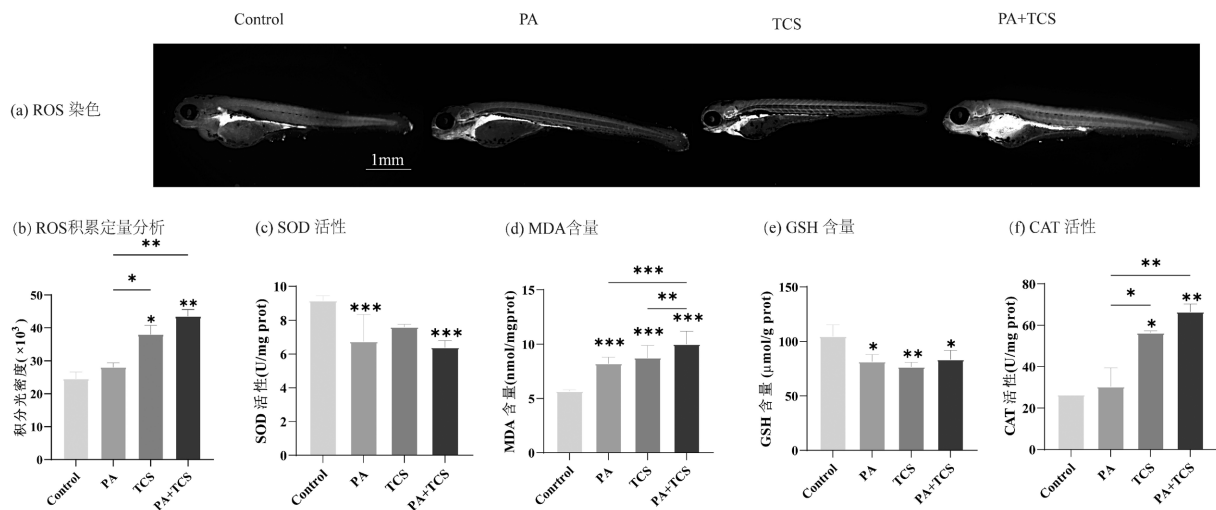 Control PA TCS PA+TCS
(a) ROS 染色
1mm
(b) ROS积累定量分析
**
*
* **
50
40
30
20
10
0
积分光密度( ×10³)
Control PA TCS PA+TCS
(c) SOD 活性
*** ***
10
8
6
4
2
0
SOD 活性(U/mg prot)
Control PA TCS PA+TCS
(d) MDA含量
***
**
*** *** ***
15
10
5
0
MDA 含量(nmol/mgprot)
Control PA TCS PA+TCS
(e) GSH 含量
* ** *
150
100
50
0
GSH 含量 (μmol/g prot)
Control PA TCS PA+TCS
(f) CAT 活性
**
*
* **
80
60
40
20
0
CAT 活性(U/mg prot)
Control PA TCS PA+TCS